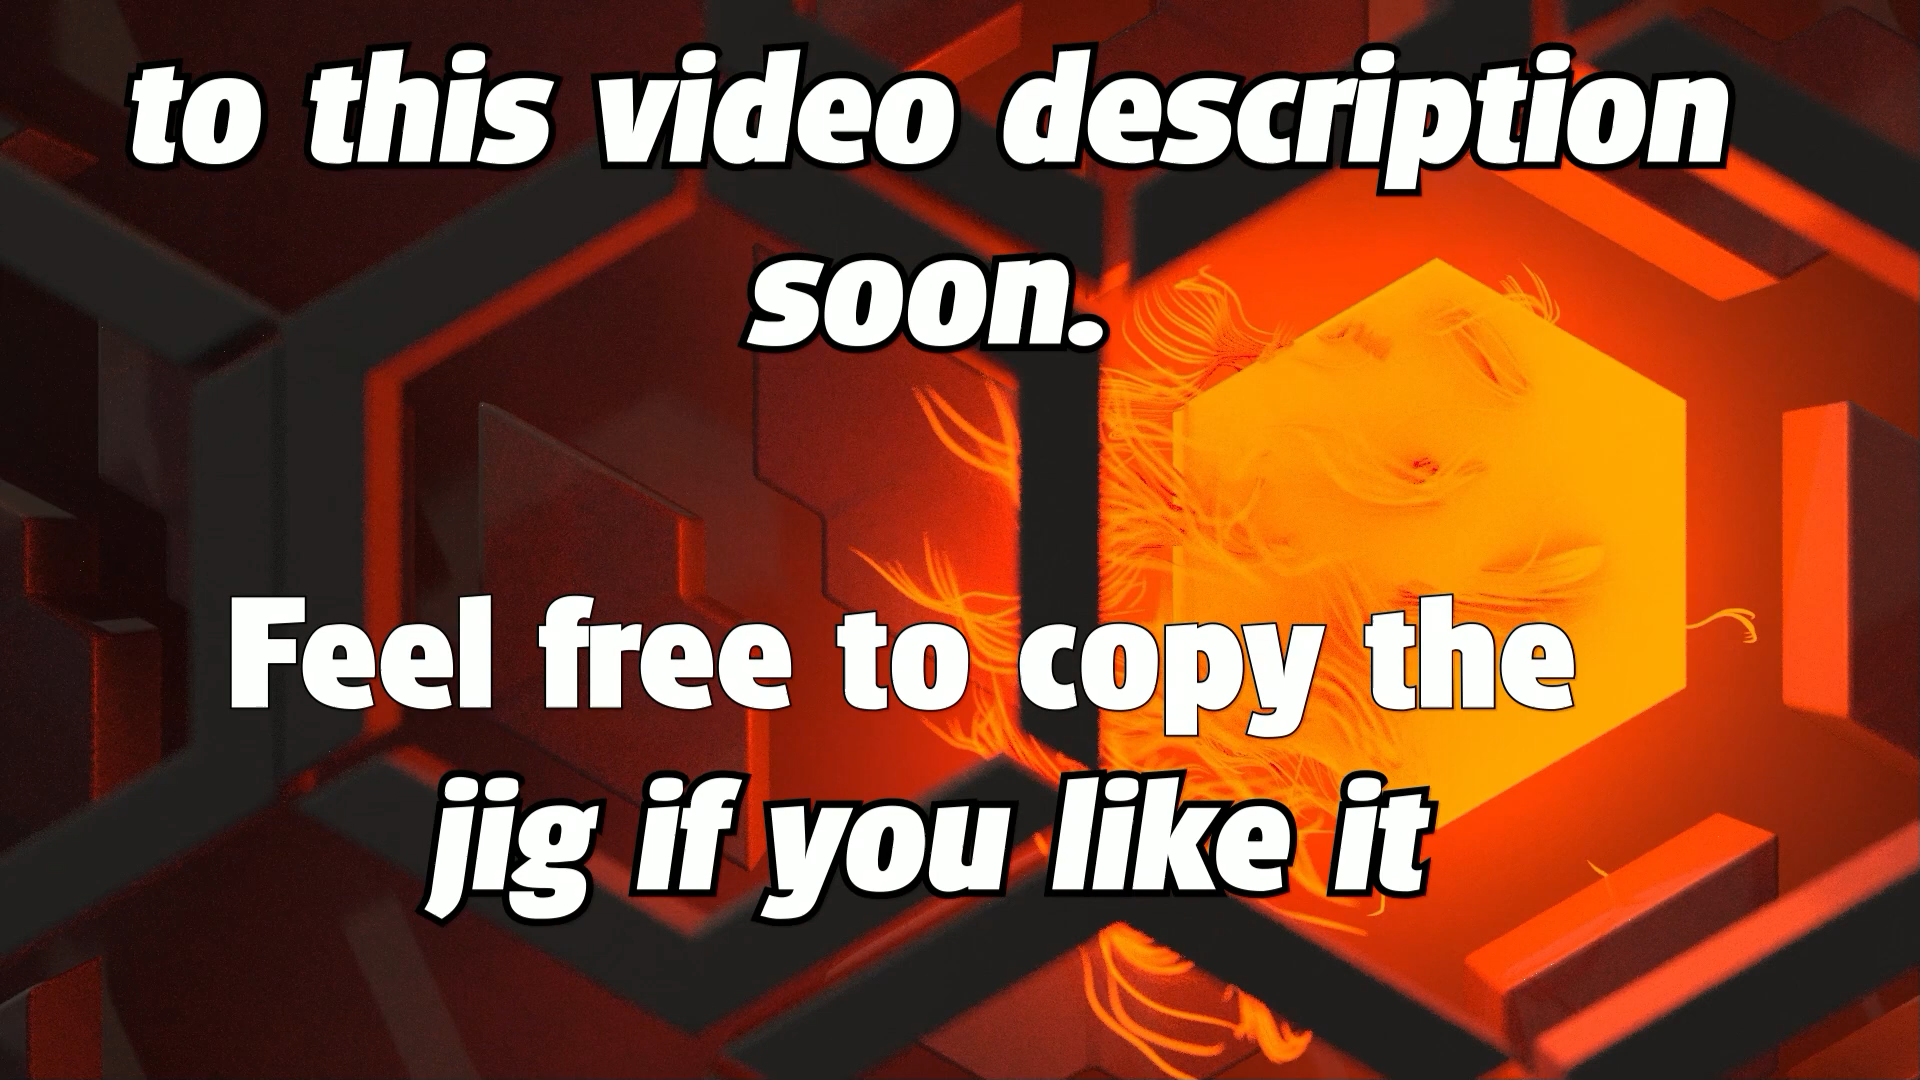 to this video description
soon.
Feel free to copy the
jig if you like it